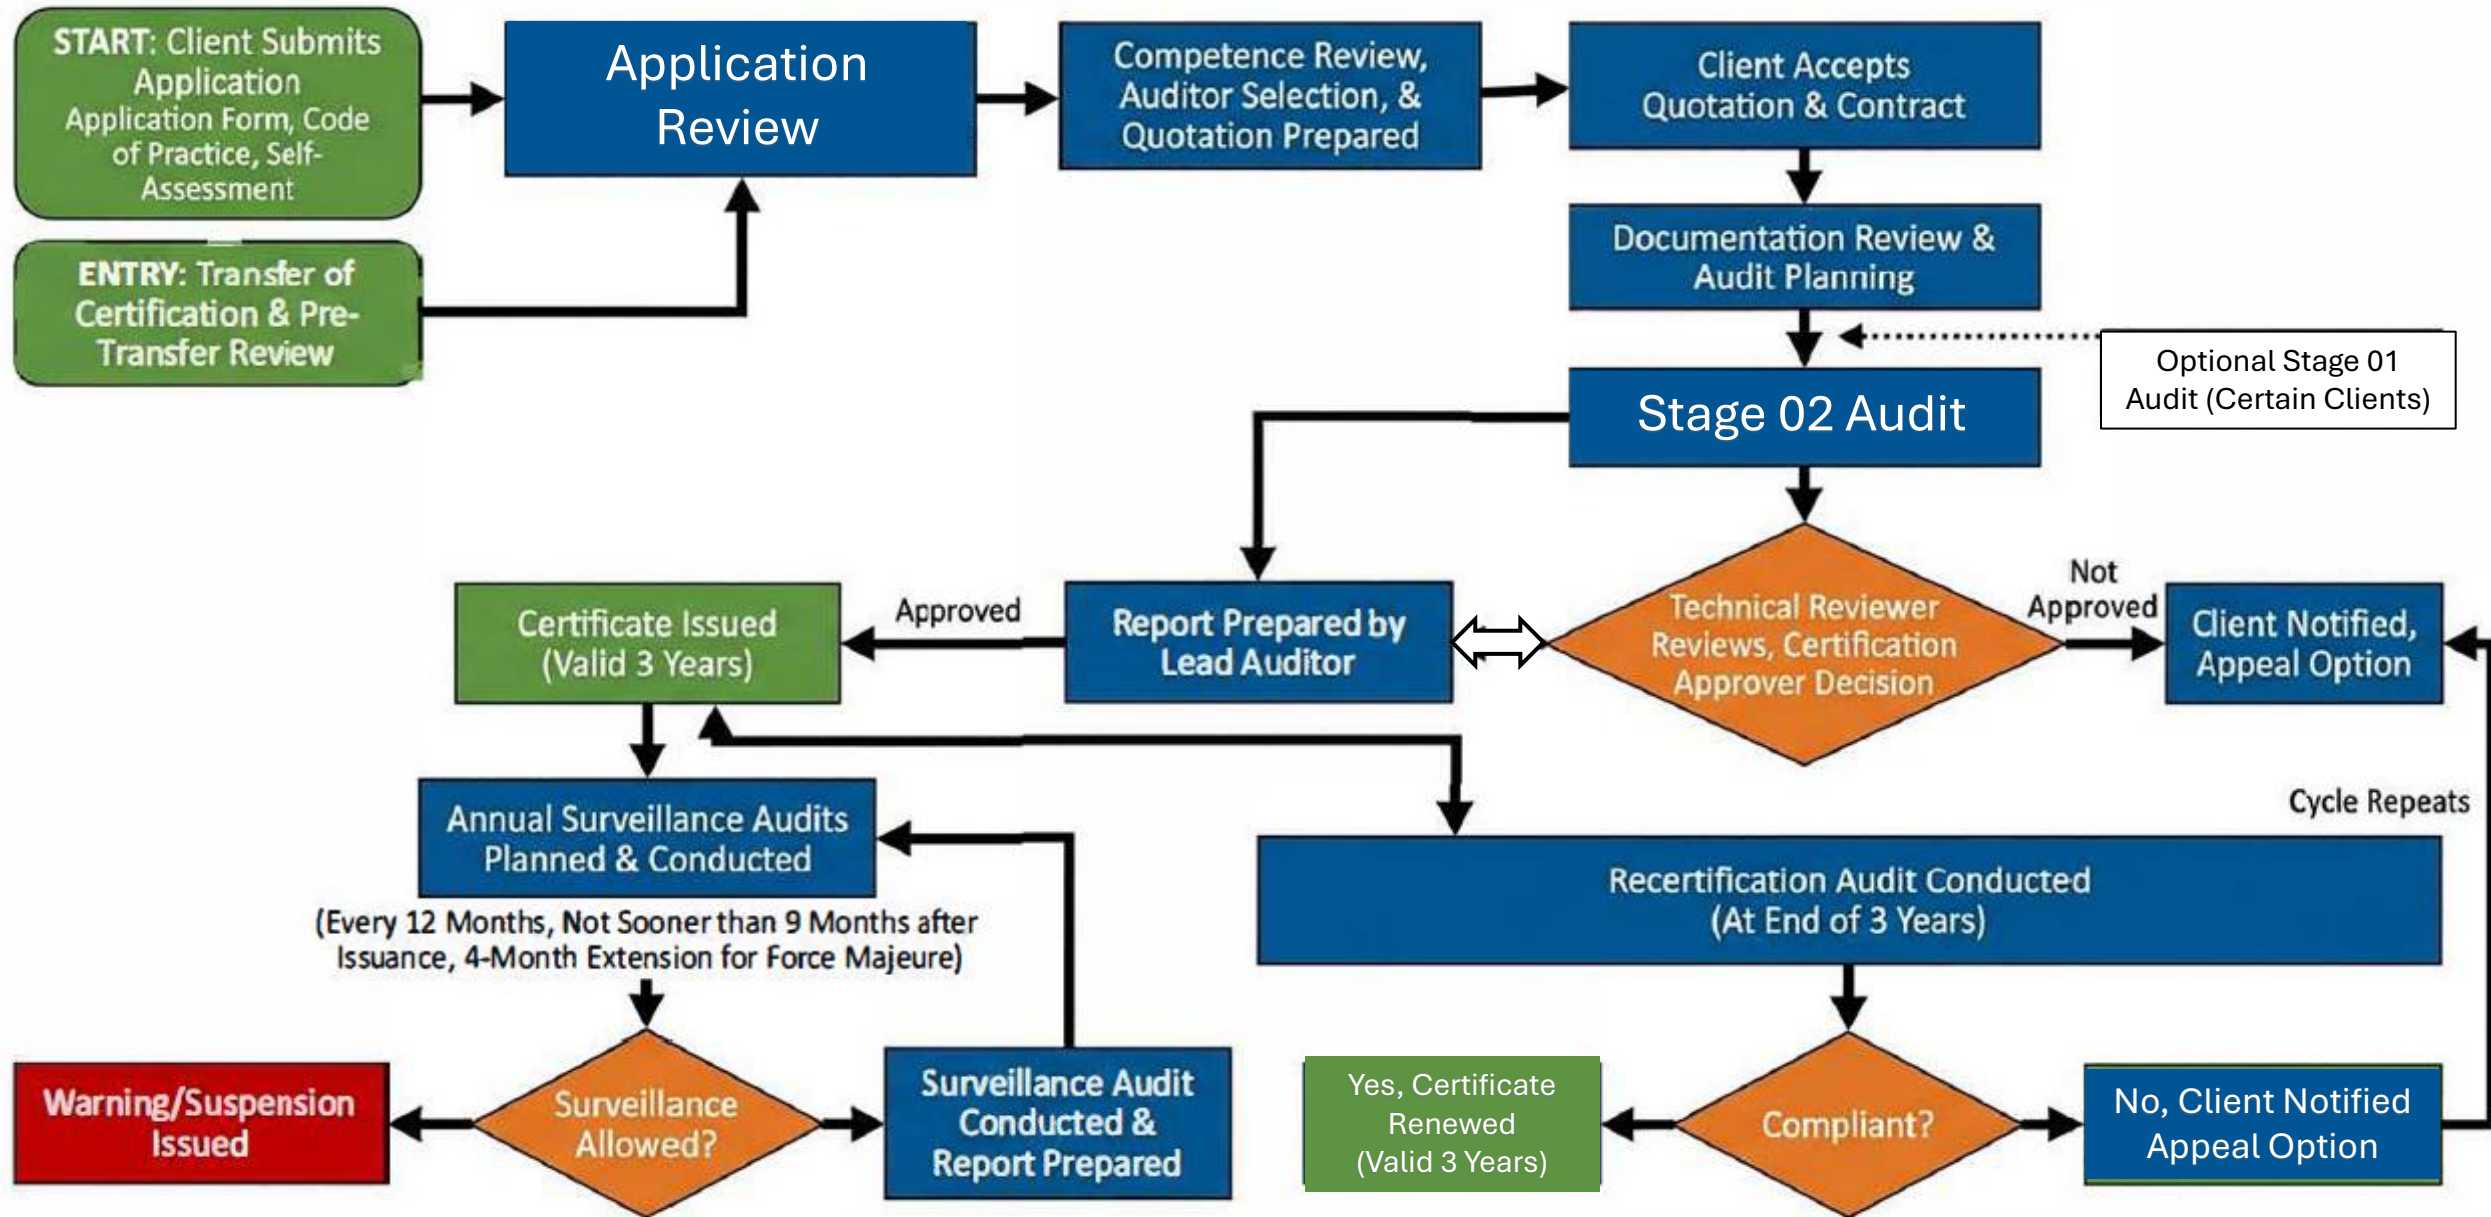 START: Client Submits
Application
Application Form, Code
of Practice, Self-
Assessment
Application
Review
Competence Review,
Auditor Selection, &
Quotation Prepared
Client Accepts
Quotation & Contract
ENTRY: Transfer of
Certification & Pre-
Transfer Review
Documentation Review &
Audit Planning
Optional Stage 01
Audit (Certain Clients)
Stage 02 Audit
Certificate Issued
(Valid 3 Years)
Approved
Report Prepared by
Lead Auditor
Technical Reviewer
Reviews, Certification
Approver Decision
Not
Approved
Client Notified,
Appeal Option
Annual Surveillance Audits
Planned & Conducted
(Every 12 Months, Not Sooner than 9 Months after
Issuance, 4-Month Extension for Force Majeure)
Cycle Repeats
Recertification Audit Conducted
(At End of 3 Years)
Warning/Suspension
Issued
Surveillance
Allowed?
Surveillance Audit
Conducted &
Report Prepared
Yes, Certificate
Renewed
(Valid 3 Years)
Compliant?
No, Client Notified
Appeal Option